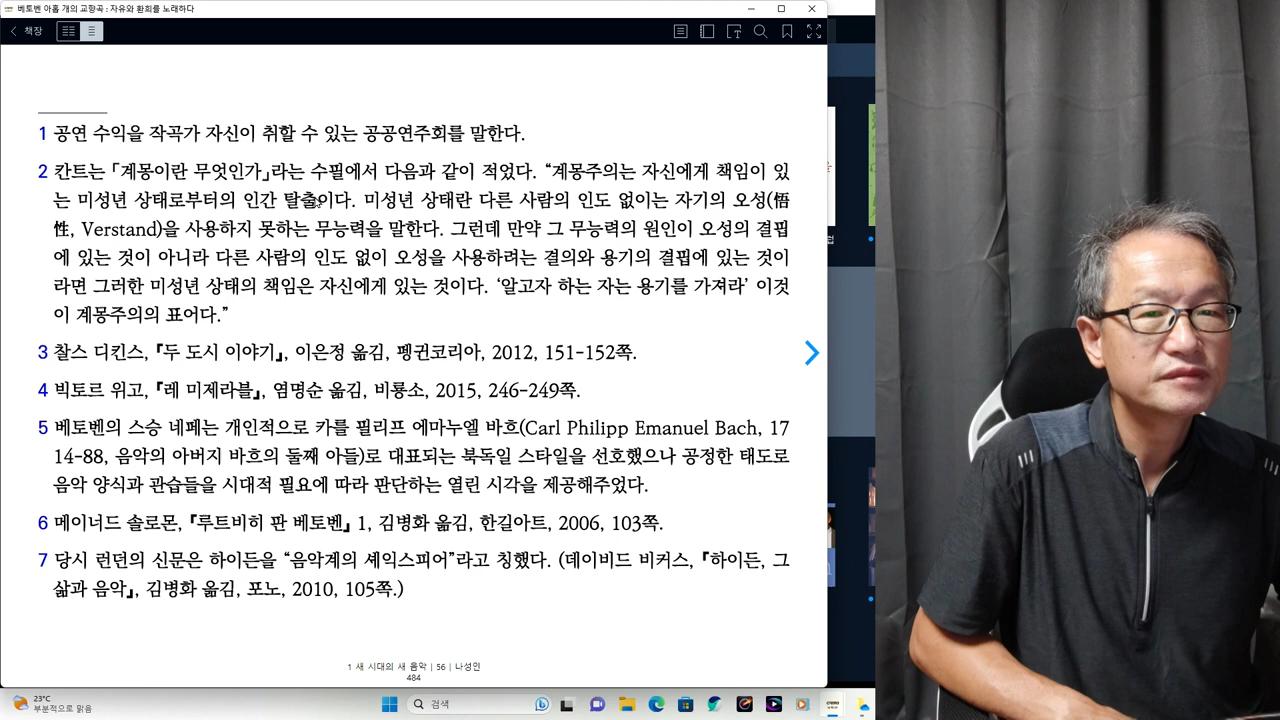 베토벤 아홉 개의 교향곡 : 자유와 환희를 노래하다
책장
1 공연 수익을 작곡가 자신이 취할 수 있는 공공연주회를 말한다.
2 칸트는 「계몽이란 무엇인가」라는 수필에서 다음과 같이 적었다. “계몽주의는 자신에게 책임이 있
는 미성년 상태로부터의 인간 탈출이다. 미성년 상태란 다른 사람의 인도 없이는 자기의 오성(悟
性, Verstand)을 사용하지 못하는 무능력을 말한다. 그런데 만약 그 무능력의 원인이 오성의 결핍
에 있는 것이 아니라 다른 사람의 인도 없이 오성을 사용하려는 결의와 용기의 결핍에 있는 것이
라면 그러한 미성년 상태의 책임은 자신에게 있는 것이다. ‘알고자 하는 자는 용기를 가져라’ 이것
이 계몽주의의 표어다.”
3 찰스 디킨스, 『두 도시 이야기』, 이은정 옮김, 펭귄코리아, 2012, 151-152쪽.
4 빅토르 위고, 『레 미제라블』, 염명순 옮김, 비룡소, 2015, 246-249쪽.
5 베토벤의 스승 네페는 개인적으로 카를 필리프 에마누엘 바흐(Carl Philipp Emanuel Bach, 17
14-88, 음악의 아버지 바흐의 둘째 아들)로 대표되는 북독일 스타일을 선호했으나 공정한 태도로
음악 양식과 관습들을 시대적 필요에 따라 판단하는 열린 시각을 제공해주었다.
6 메이너드 솔로몬, 『루트비히 판 베토벤』 1, 김병화 옮김, 한길아트, 2006, 103쪽.
7 당시 런던의 신문은 하이든을 “음악계의 셰익스피어”라고 칭했다. (데이비드 비커스, 『하이든, 그
삶과 음악』, 김병화 옮김, 포노, 2010, 105쪽.)
1 새 시대의 새 음악 | 56 | 나성인
484
23°C
부분적으로 맑음
검색